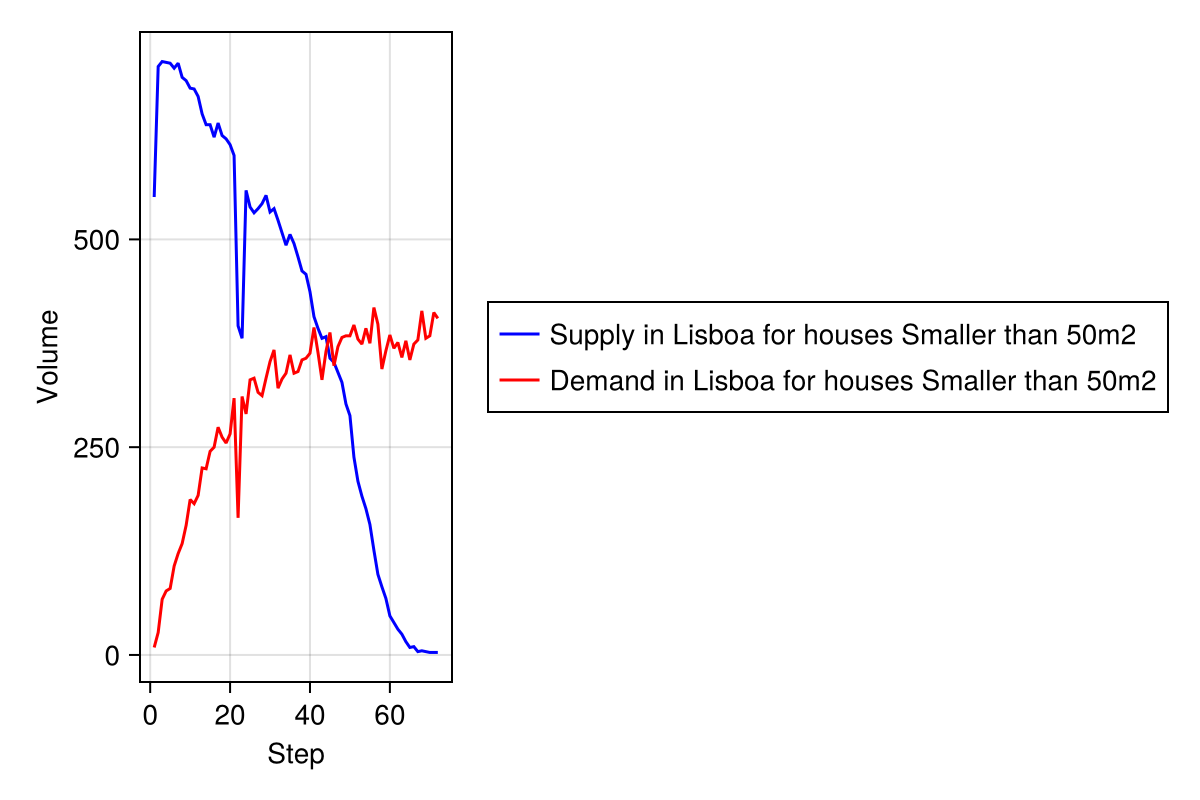 Volume
500
250
0
0 20 40 60
Step
Supply in Lisboa for houses Smaller than 50m2
Demand in Lisboa for houses Smaller than 50m2